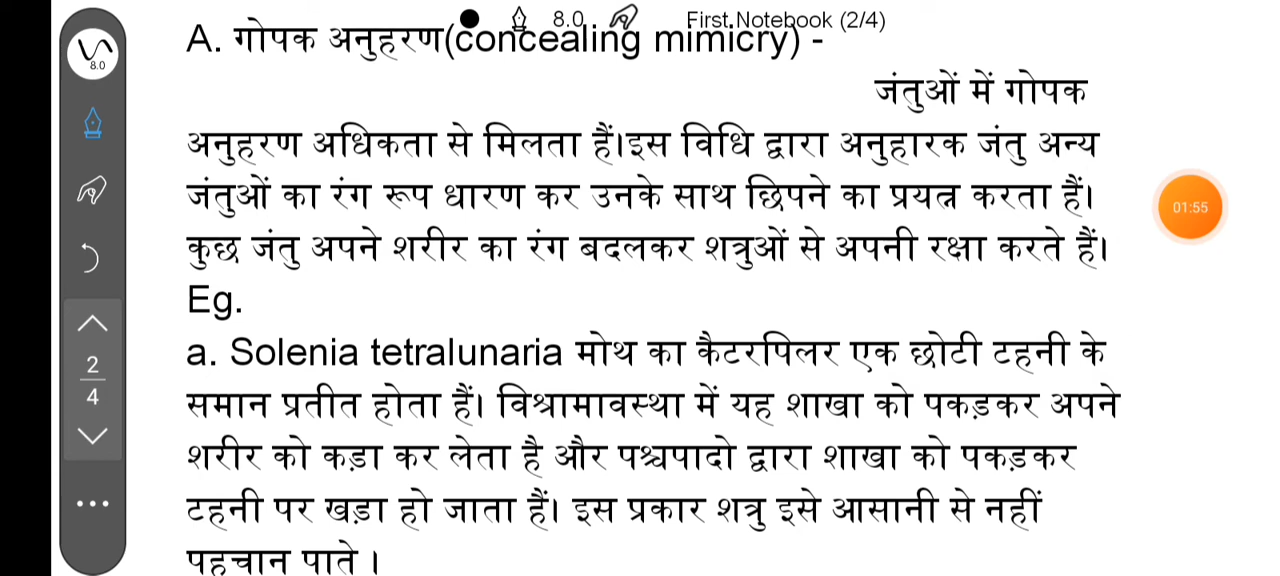 8.0 First Notebook (2/4)
A. गोपक अनुहरण(concealing mimicry) -
8.0
जंतुओं में गोपक
अनुहरण अधिकता से मिलता हैं।इस विधि द्वारा अनुहारक जंतु अन्य
जंतुओं का रंग रूप धारण कर उनके साथ छिपने का प्रयत्न करता हैं।
01:55
कुछ जंतु अपने शरीर का रंग बदलकर शत्रुओं से अपनी रक्षा करते हैं।
Eg.
a. Solenia tetralunaria मोथ का कैटरपिलर एक छोटी टहनी के
2
4
समान प्रतीत होता हैं। विश्रामावस्था में यह शाखा को पकड़कर अपने
शरीर को कड़ा कर लेता है और पश्चपादो द्वारा शाखा को पकड़कर
टहनी पर खड़ा हो जाता हैं। इस प्रकार शत्रु इसे आसानी से नहीं
पहचान पाते ।